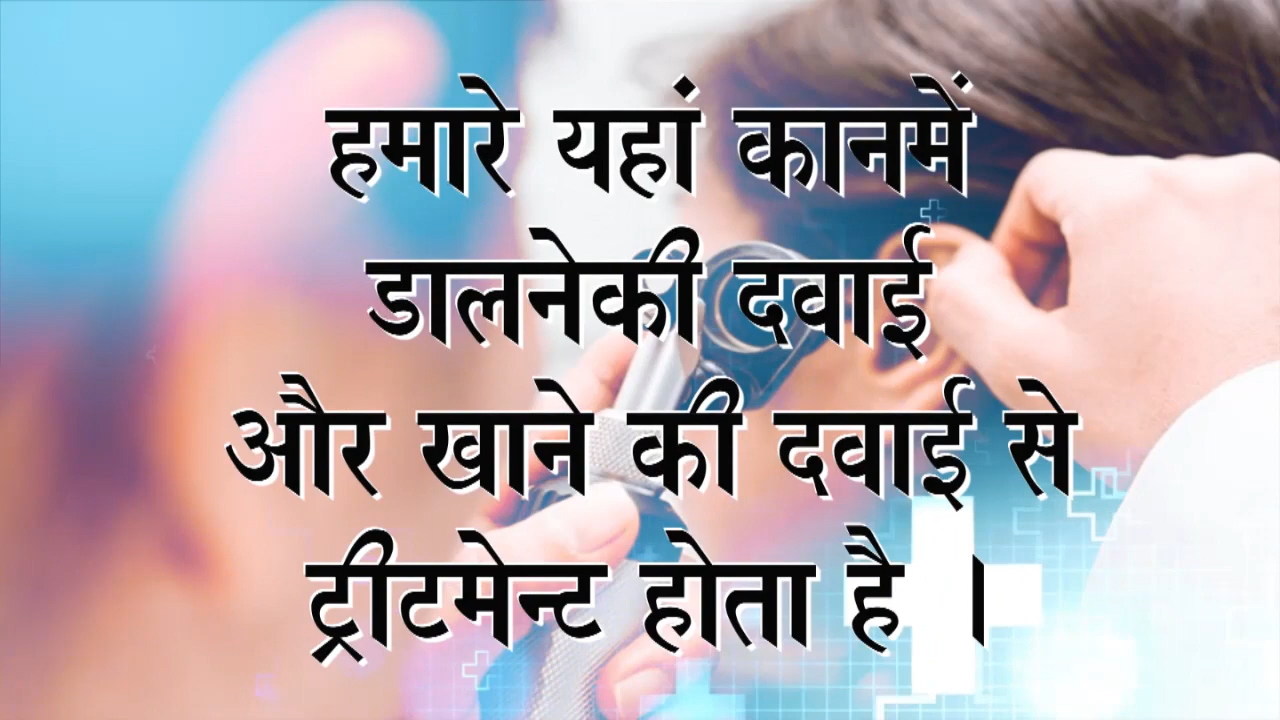 हमारे यहां कानमें
डालनेकी दवाई
और खाने की दवाई से
ट्रीटमेन्ट होता है ।